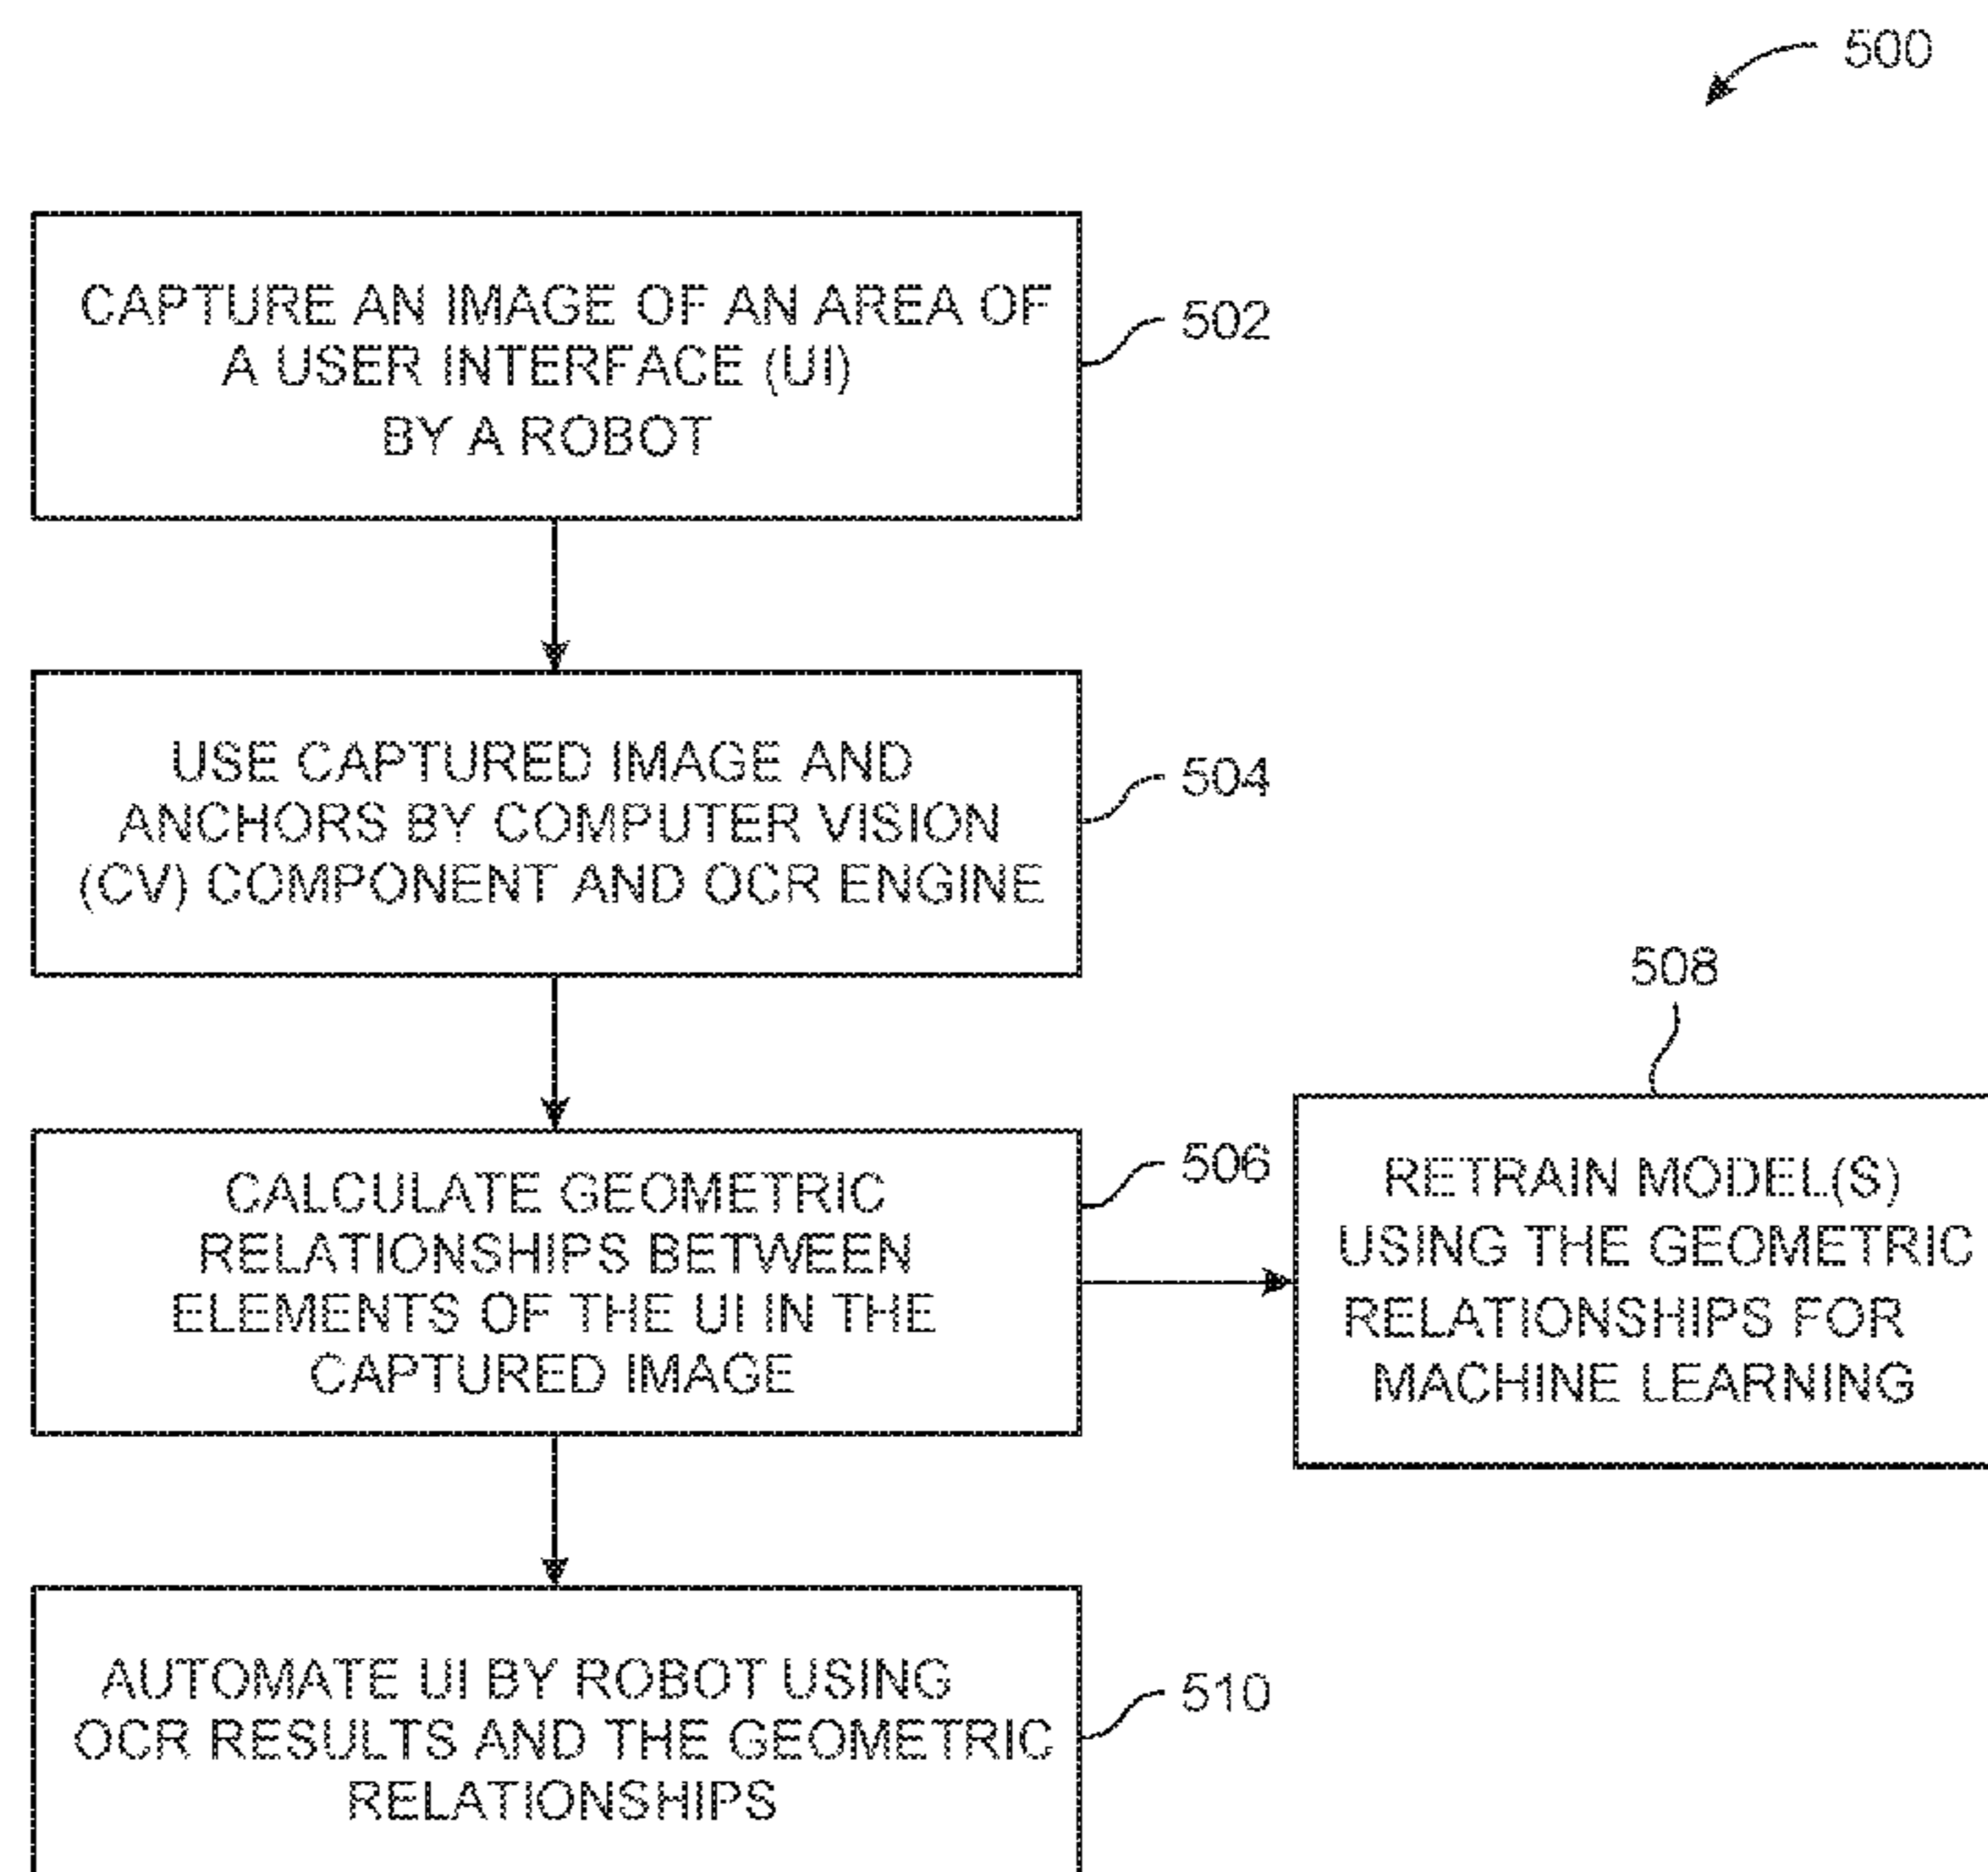 500
CAPTURE AN IMAGE OF AN AREA OF
A USER INTERFACE (UI)
BY A ROBOT
502
USE CAPTURED IMAGE AND
ANCHORS BY COMPUTER VISION
(CV) COMPONENT AND OCR ENGINE
504
CALCULATE GEOMETRIC
RELATIONSHIPS BETWEEN
ELEMENTS OF THE UI IN THE
CAPTURED IMAGE
506
508
RETRAIN MODEL(S)
USING THE GEOMETRIC
RELATIONSHIPS FOR
MACHINE LEARNING
AUTOMATE UI BY ROBOT USING
OCR RESULTS AND THE GEOMETRIC
RELATIONSHIPS
510